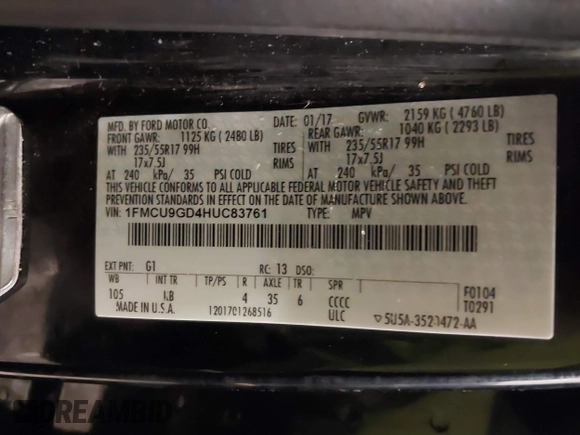 MFD. BY FORD MOTOR CO. DATE: 01/17 GVWR: 2159 KG ( 4760 LB)
FRONT GAWR: 1125 KG ( 2480 LB) REAR GAWR: 1040 KG ( 2293 LB)
WITH 235/55R17 99H TIRES WITH 235/55R17 99H TIRES
17x7.5J RIMS 17x7.5J RIMS
AT 240 kPa/ 35 PSI COLD AT 240 kPa/ 35 PSI COLD
THIS VEHICLE CONFORMS TO ALL APPLICABLE FEDERAL MOTOR VEHICLE SAFETY AND THEFT
PREVENTION STANDARDS IN EFFECT ON THE DATE OF MANUFACTURE SHOWN ABOVE.
VIN: 1FMCU9GD4HUC83761 TYPE: MPV
EXT PNT: G1 RC: 13 DSO:
WB INT TR TP/PS R AXLE TR SPR F0104
105 KB 4 35 6 CCCC T0291
MADE IN U.S.A. 1201701268516 ULC ▽ 5U5A-3520472-AA
MOREAMBID